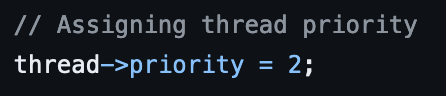 // Assigning thread priority
thread->priority = 2;